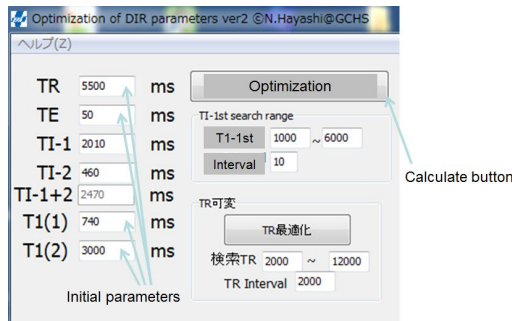 Optimization of DIR parameters ver2 ©N.Hayashi@GCHS
ヘルプ(Z)
TR 5500 ms
TE 50 ms
TI-1 2010 ms
TI-2 460 ms
TI-1+2 2470 ms
T1(1) 740 ms
T1(2) 3000 ms
Initial parameters
Optimization
TI-1st search range
T1-1st 1000 ~ 6000
Interval 10
Calculate button
TR可変
TR最適化
検索TR 2000 ~ 12000
TR Interval 2000